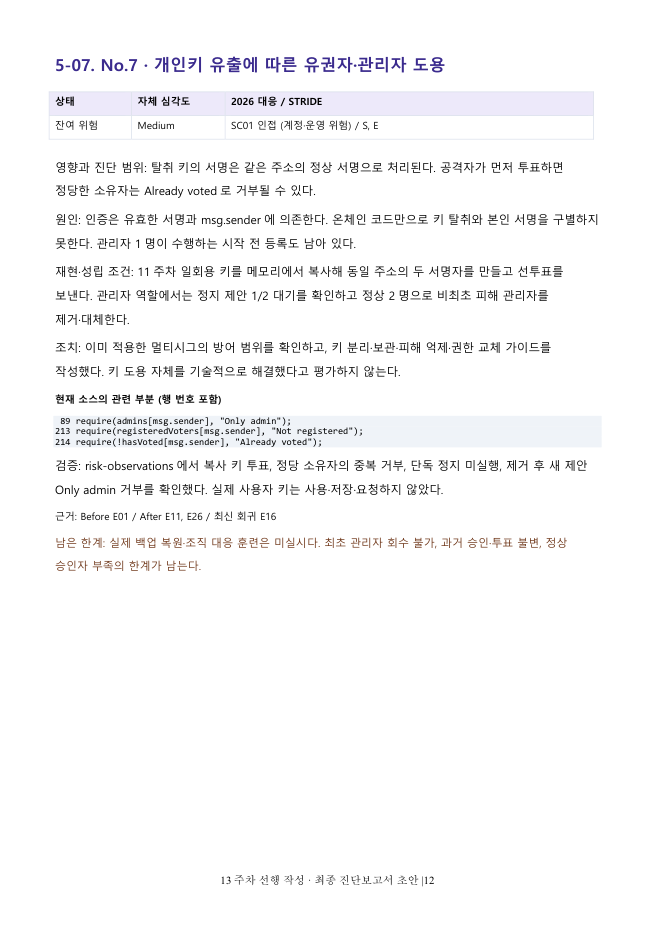 5-07. No.7 · 개인키 유출에 따른 유권자·관리자 도용
상태 자체 심각도 2026 대응 / STRIDE
잔여 위험 Medium SC01 인접 (계정·운영 위험) / S, E
영향과 진단 범위: 탈취 키의 서명은 같은 주소의 정상 서명으로 처리된다. 공격자가 먼저 투표하면
정당한 소유자는 Already voted 로 거부될 수 있다.
원인: 인증은 유효한 서명과 msg.sender 에 의존한다. 온체인 코드만으로 키 탈취와 본인 서명을 구별하지
못한다. 관리자 1 명이 수행하는 시작 전 등록도 남아 있다.
재현·성립 조건: 11 주차 일회용 키를 메모리에서 복사해 동일 주소의 두 서명자를 만들고 선투표를
보낸다. 관리자 역할에서는 정지 제안 1/2 대기를 확인하고 정상 2 명으로 비최초 피해 관리자를
제거·대체한다.
조치: 이미 적용한 멀티시그의 방어 범위를 확인하고, 키 분리·보관·피해 억제·권한 교체 가이드를
작성했다. 키 도용 자체를 기술적으로 해결했다고 평가하지 않는다.
현재 소스의 관련 부분 (행 번호 포함)
89 require(admins[msg.sender], "Only admin");
213 require(registeredVoters[msg.sender], "Not registered");
214 require(!hasVoted[msg.sender], "Already voted");
검증: risk-observations 에서 복사 키 투표, 정당 소유자의 중복 거부, 단독 정지 미실행, 제거 후 새 제안
Only admin 거부를 확인했다. 실제 사용자 키는 사용·저장·요청하지 않았다.
근거: Before E01 / After E11, E26 / 최신 회귀 E16
남은 한계: 실제 백업 복원·조직 대응 훈련은 미실시다. 최초 관리자 회수 불가, 과거 승인·투표 불변, 정상
승인자 부족의 한계가 남는다.
13 주차 선행 작성 · 최종 진단보고서 초안 |12